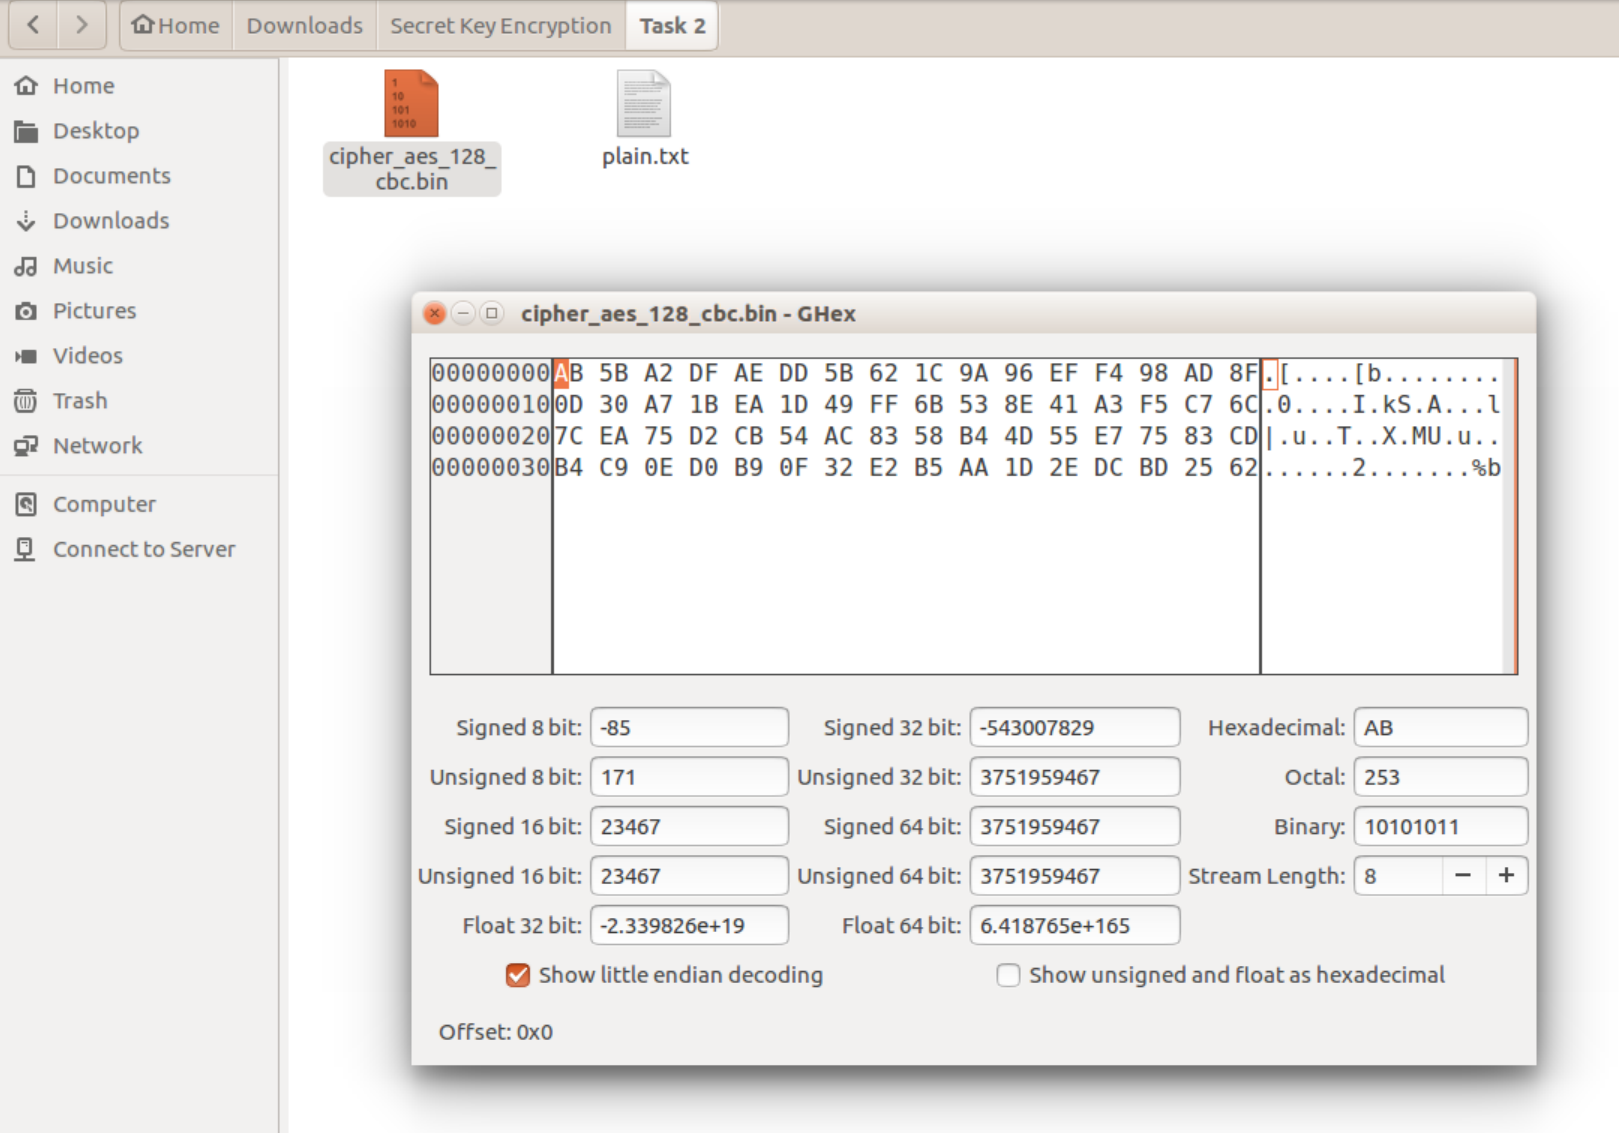 Home Downloads Secret Key Encryption Task 2
Home
Desktop
Documents
Downloads
Music
Pictures
Videos
Trash
Network
Computer
Connect to Server
1
10
101
1010
cipher_aes_128_
cbc.bin
plain.txt
cipher_aes_128_cbc.bin - GHex
00000000 AB 5B A2 DF AE DD 5B 62 1C 9A 96 EF F4 98 AD 8F .[....[b........
00000010 0D 30 A7 1B EA 1D 49 FF 6B 53 8E 41 A3 F5 C7 6C .0....I.kS.A...l
00000020 7C EA 75 D2 CB 54 AC 83 58 B4 4D 55 E7 75 83 CD |.u..T..X.MU.u..
00000030 B4 C9 0E D0 B9 0F 32 E2 B5 AA 1D 2E DC BD 25 62 ......2.......%b
Signed 8 bit: -85 Signed 32 bit: -543007829 Hexadecimal: AB
Unsigned 8 bit: 171 Unsigned 32 bit: 3751959467 Octal: 253
Signed 16 bit: 23467 Signed 64 bit: 3751959467 Binary: 10101011
Unsigned 16 bit: 23467 Unsigned 64 bit: 3751959467 Stream Length: 8 − +
Float 32 bit: -2.339826e+19 Float 64 bit: 6.418765e+165
Show little endian decoding Show unsigned and float as hexadecimal
Offset: 0x0